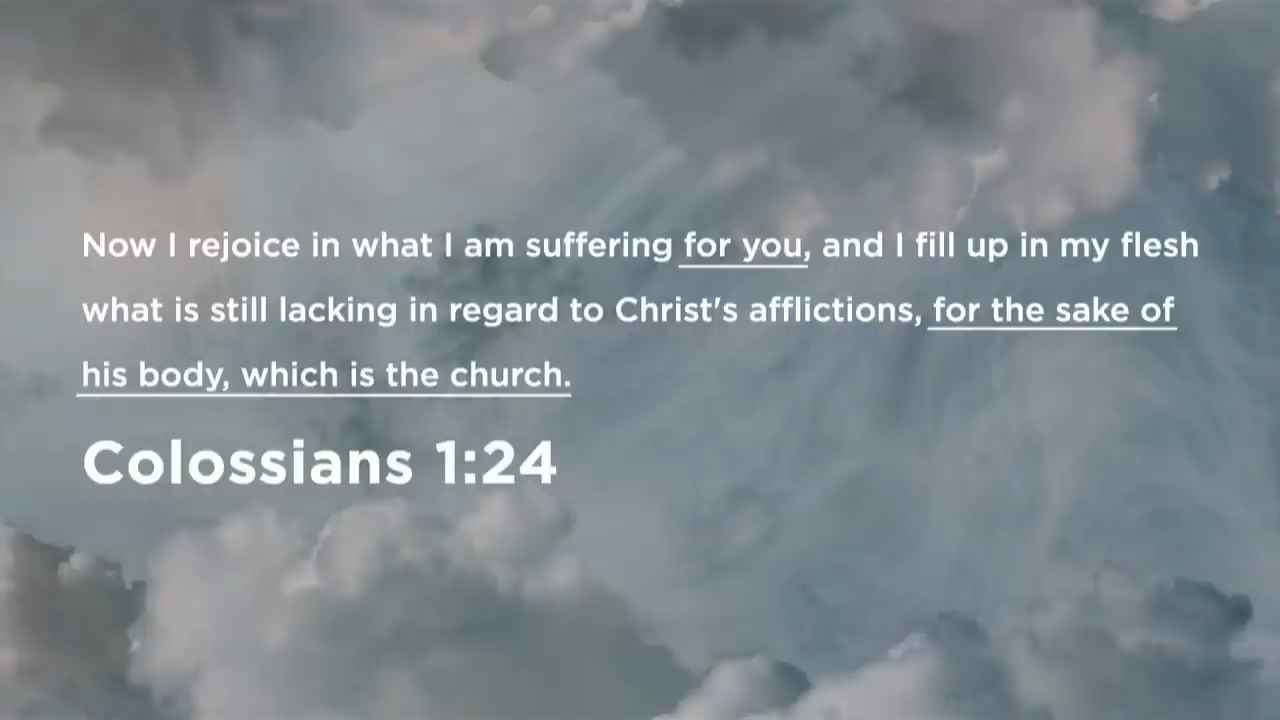 Now I rejoice in what I am suffering for you, and I fill up in my flesh
what is still lacking in regard to Christ's afflictions, for the sake of
his body, which is the church.
Colossians 1:24